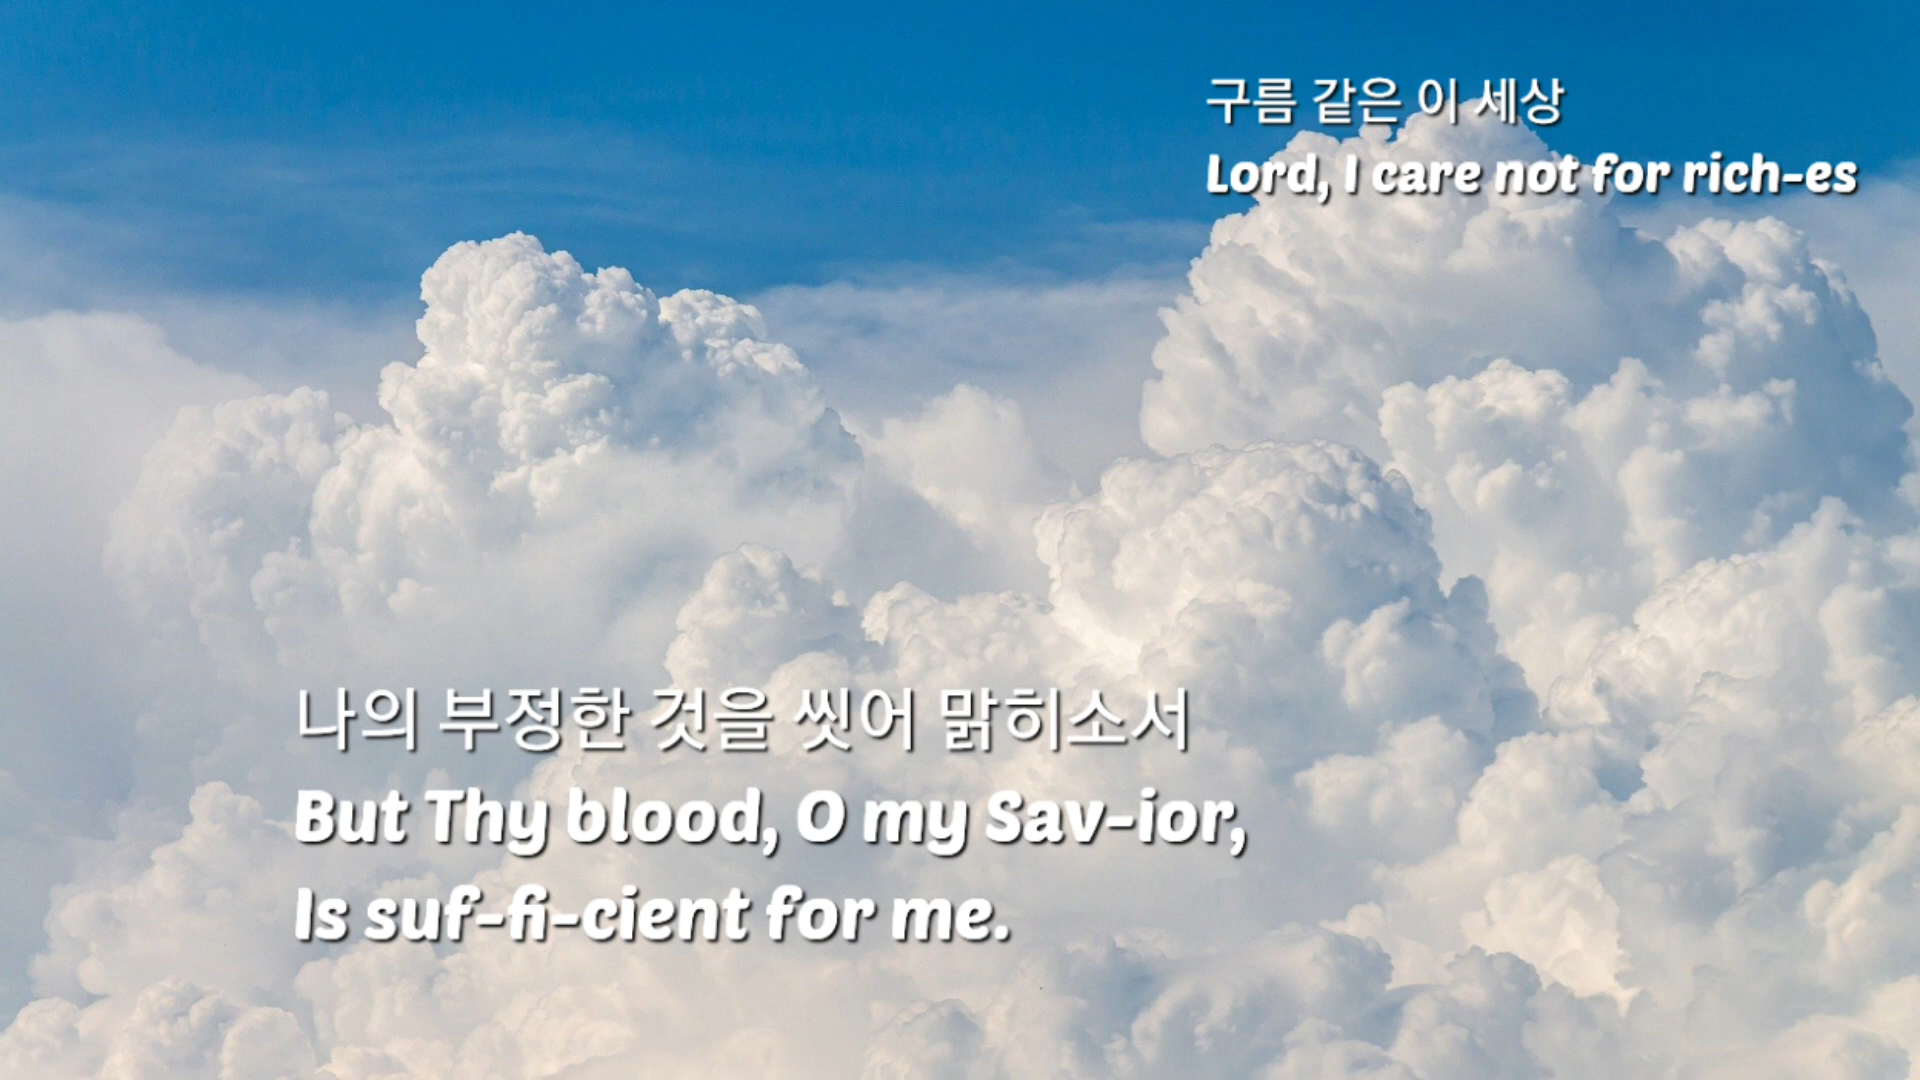 구름 같은 이 세상
Lord, I care not for rich-es
나의 부정한 것을 씻어 맑히소서
But Thy blood, O my Sav-ior,
Is suf-fi-cient for me.